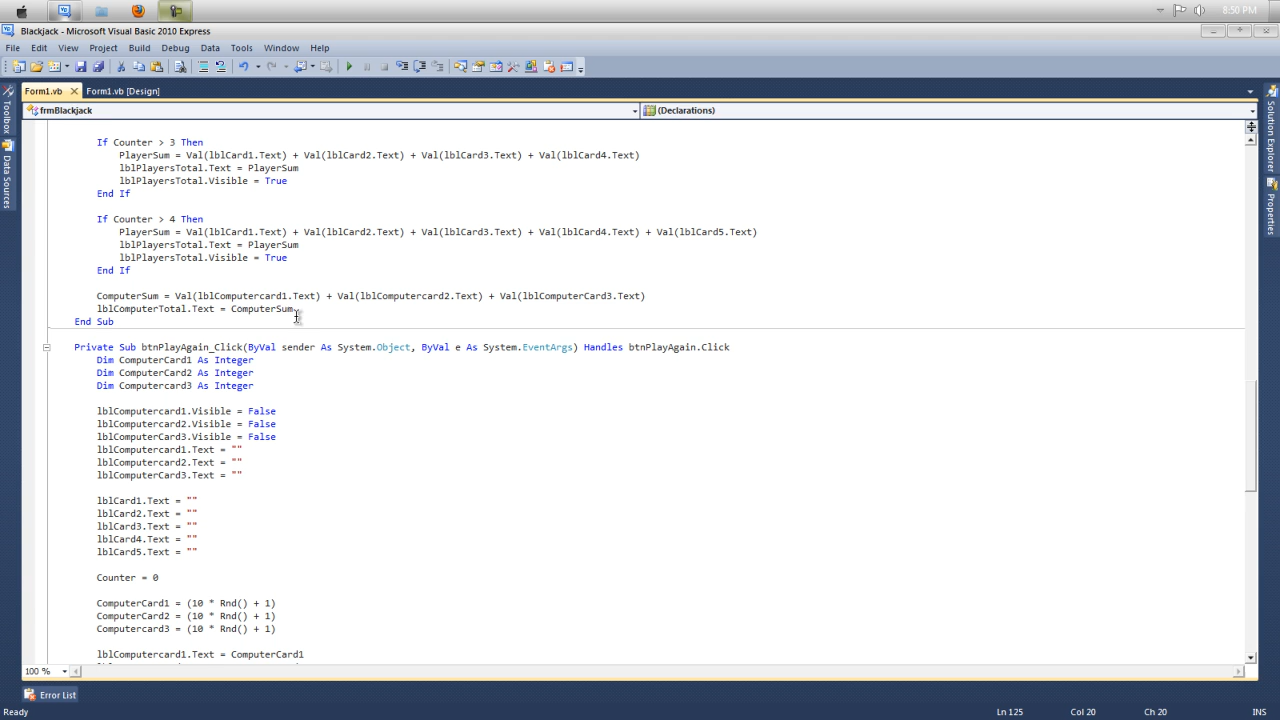 8:50 PM
Blackjack - Microsoft Visual Basic 2010 Express
File Edit View Project Build Debug Data Tools Window Help
Form1.vb Form1.vb [Design]
frmBlackjack (Declarations)
Toolbox
Data Sources
Solution Explorer
Properties
If Counter > 3 Then
PlayerSum = Val(lblCard1.Text) + Val(lblCard2.Text) + Val(lblCard3.Text) + Val(lblCard4.Text)
lblPlayersTotal.Text = PlayerSum
lblPlayersTotal.Visible = True
End If
If Counter > 4 Then
PlayerSum = Val(lblCard1.Text) + Val(lblCard2.Text) + Val(lblCard3.Text) + Val(lblCard4.Text) + Val(lblCard5.Text)
lblPlayersTotal.Text = PlayerSum
lblPlayersTotal.Visible = True
End If
ComputerSum = Val(lblComputercard1.Text) + Val(lblComputercard2.Text) + Val(lblComputerCard3.Text)
lblComputerTotal.Text = ComputerSum
End Sub
Private Sub btnPlayAgain_Click(ByVal sender As System.Object, ByVal e As System.EventArgs) Handles btnPlayAgain.Click
Dim ComputerCard1 As Integer
Dim ComputerCard2 As Integer
Dim Computercard3 As Integer
lblComputercard1.Visible = False
lblComputercard2.Visible = False
lblComputerCard3.Visible = False
lblComputercard1.Text = ""
lblComputercard2.Text = ""
lblComputerCard3.Text = ""
lblCard1.Text = ""
lblCard2.Text = ""
lblCard3.Text = ""
lblCard4.Text = ""
lblCard5.Text = ""
Counter = 0
ComputerCard1 = (10 * Rnd() + 1)
ComputerCard2 = (10 * Rnd() + 1)
Computercard3 = (10 * Rnd() + 1)
lblComputercard1.Text = ComputerCard1
100 %
Error List
Ready Ln 125 Col 20 Ch 20 INS